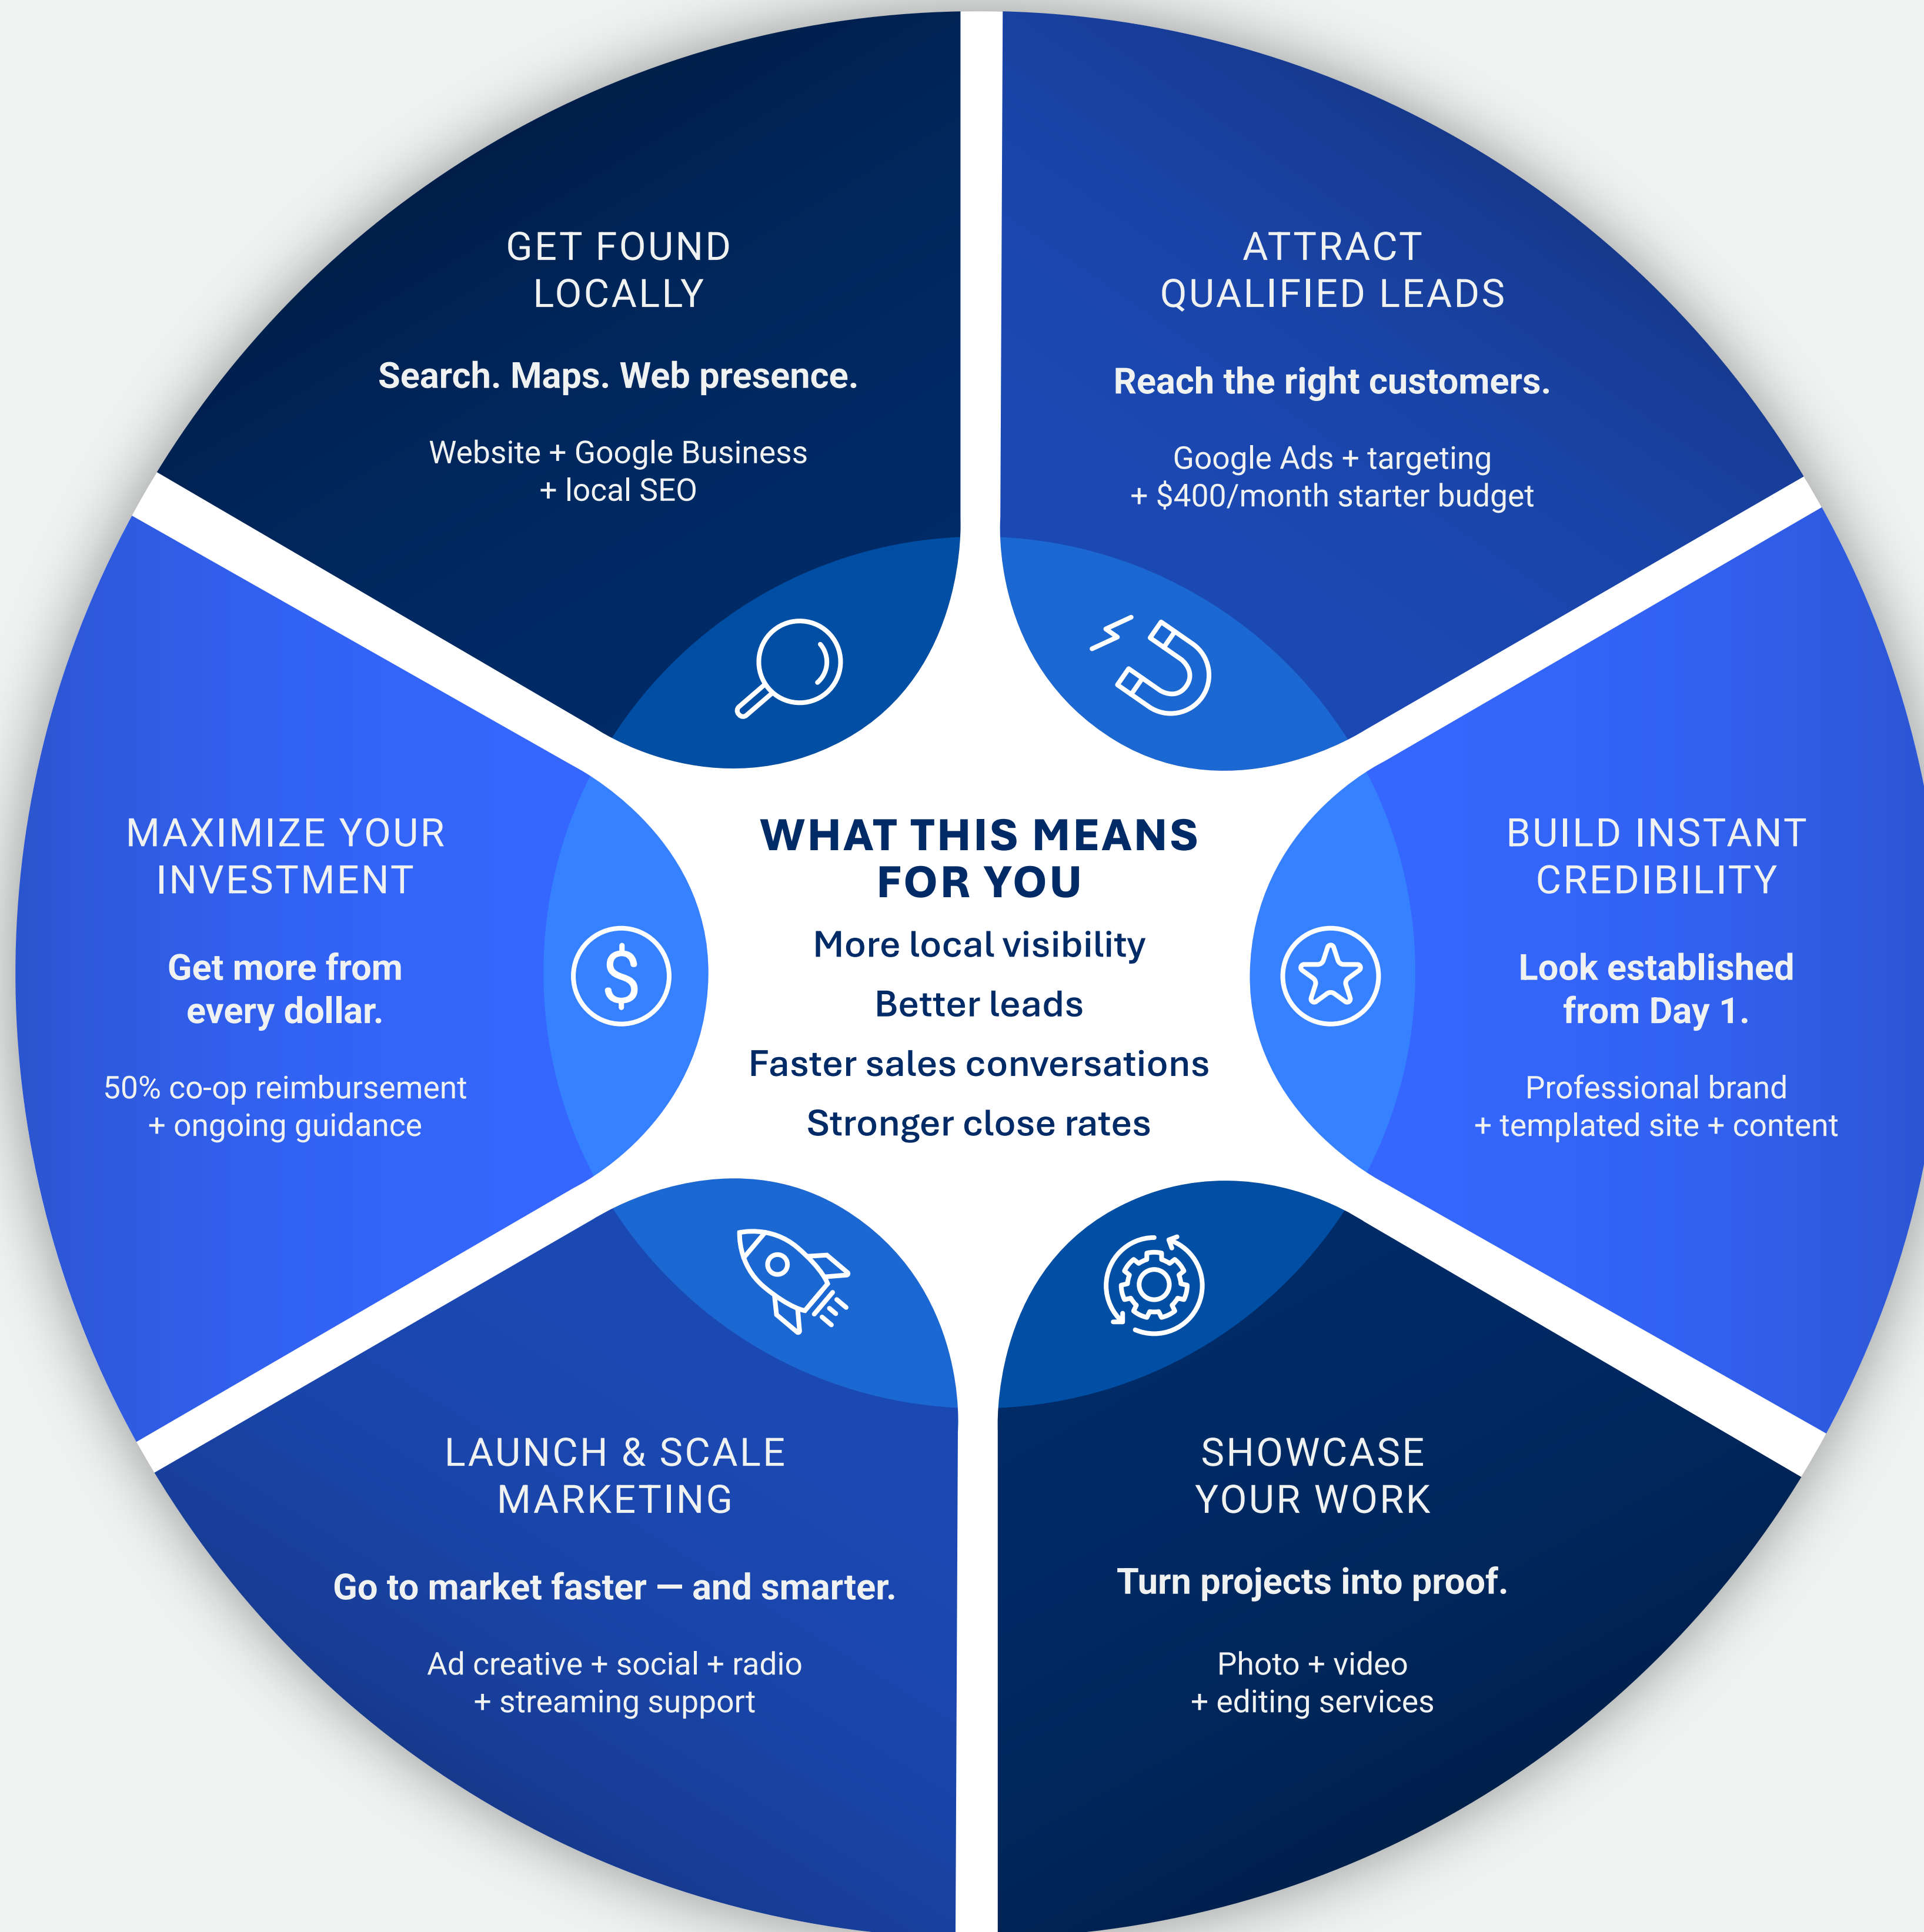 GET FOUND
LOCALLY
Search. Maps. Web presence.
Website + Google Business
+ local SEO
ATTRACT
QUALIFIED LEADS
Reach the right customers.
Google Ads + targeting
+ $400/month starter budget
MAXIMIZE YOUR
INVESTMENT
Get more from
every dollar.
50% co-op reimbursement
+ ongoing guidance
WHAT THIS MEANS
FOR YOU
More local visibility
Better leads
Faster sales conversations
Stronger close rates
BUILD INSTANT
CREDIBILITY
Look established
from Day 1.
Professional brand
+ templated site + content
LAUNCH & SCALE
MARKETING
Go to market faster — and smarter.
Ad creative + social + radio
+ streaming support
SHOWCASE
YOUR WORK
Turn projects into proof.
Photo + video
+ editing services